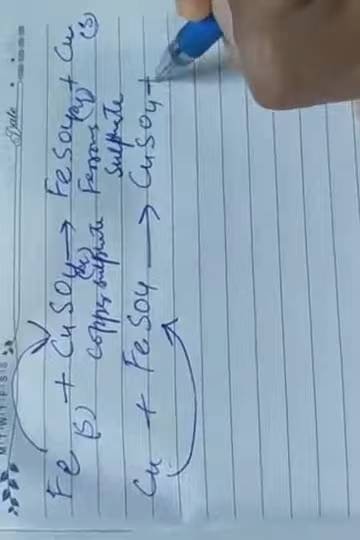 Date
M T W T F S S
Fe + CuSO4 → FeSO4 + Cu
(s) (aq) (aq) (s)
Copper sulphate Ferrous sulphate
Cu + FeSO4 → CuSO4 +